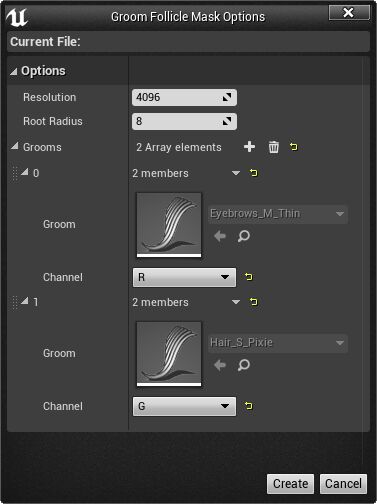 Groom Follicle Mask Options
Current File:
Options
Resolution 4096
Root Radius 8
Grooms 2 Array elements
0 2 members
Groom Eyebrows_M_Thin
Channel R
1 2 members
Groom Hair_S_Pixie
Channel G
Create Cancel